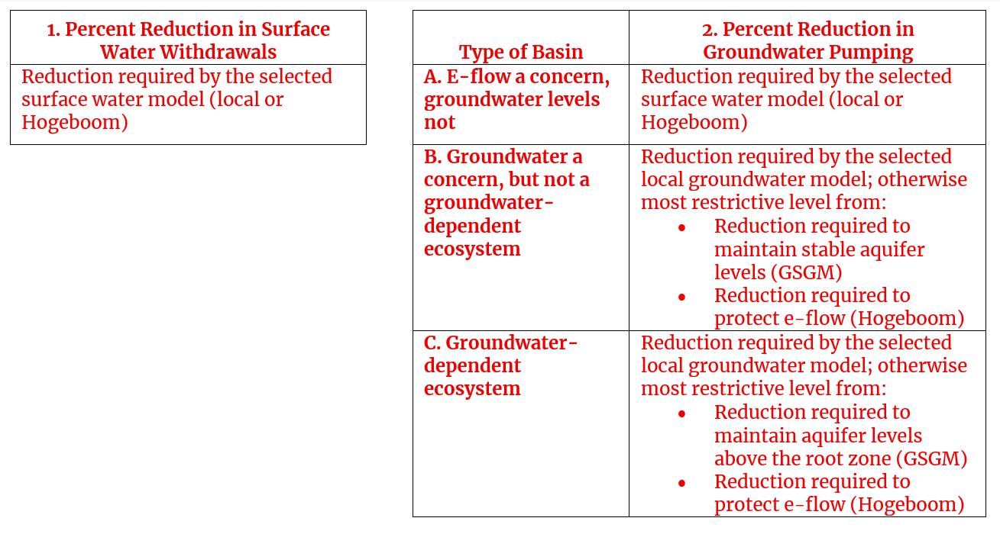 1. Percent Reduction in Surface
Water Withdrawals
Reduction required by the selected
surface water model (local or
Hogeboom)
Type of Basin
2. Percent Reduction in
Groundwater Pumping
A. E-flow a concern,
groundwater levels
not
Reduction required by the selected
surface water model (local or
Hogeboom)
B. Groundwater a
concern, but not a
groundwater-
dependent
ecosystem
Reduction required by the selected
local groundwater model; otherwise
most restrictive level from:
• Reduction required to
maintain stable aquifer
levels (GSGM)
• Reduction required to
protect e-flow (Hogeboom)
C. Groundwater-
dependent
ecosystem
Reduction required by the selected
local groundwater model; otherwise
most restrictive level from:
• Reduction required to
maintain aquifer levels
above the root zone (GSGM)
• Reduction required to
protect e-flow (Hogeboom)